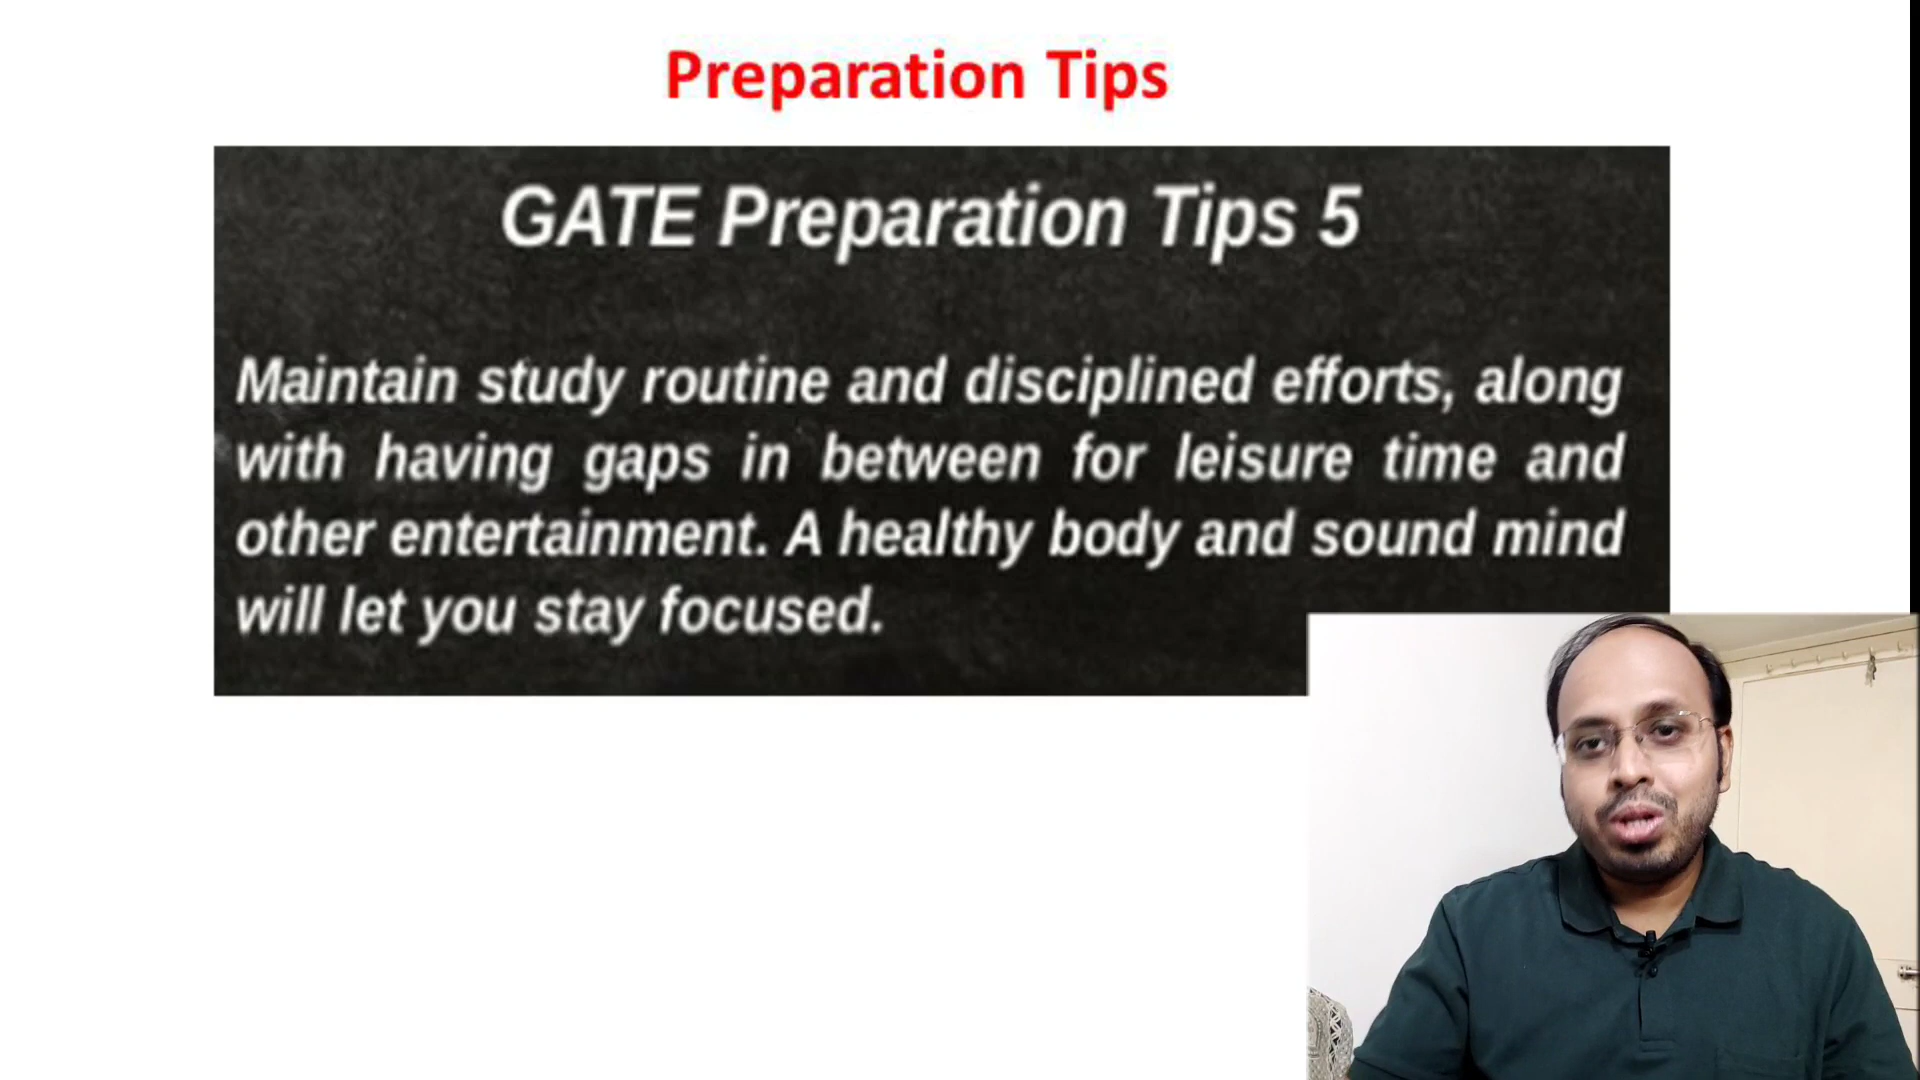 Preparation Tips
GATE Preparation Tips 5
Maintain study routine and disciplined efforts, along
with having gaps in between for leisure time and
other entertainment. A healthy body and sound mind
will let you stay focused.